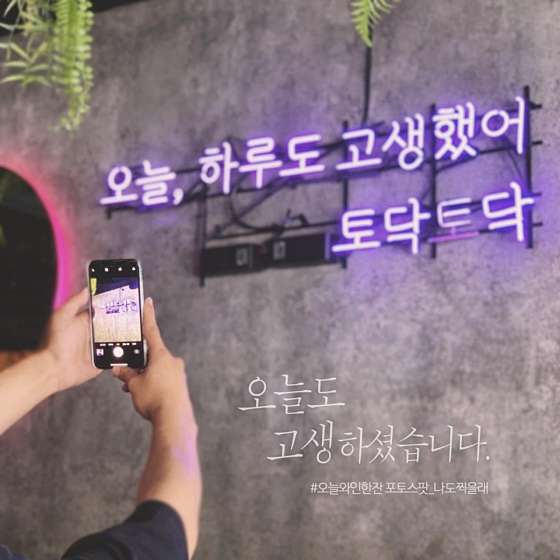 오늘, 하루도 고생했어
토닥토닥
오늘도
고생하셨습니다.
#오늘와인한잔 포토스팟_나도찍을래